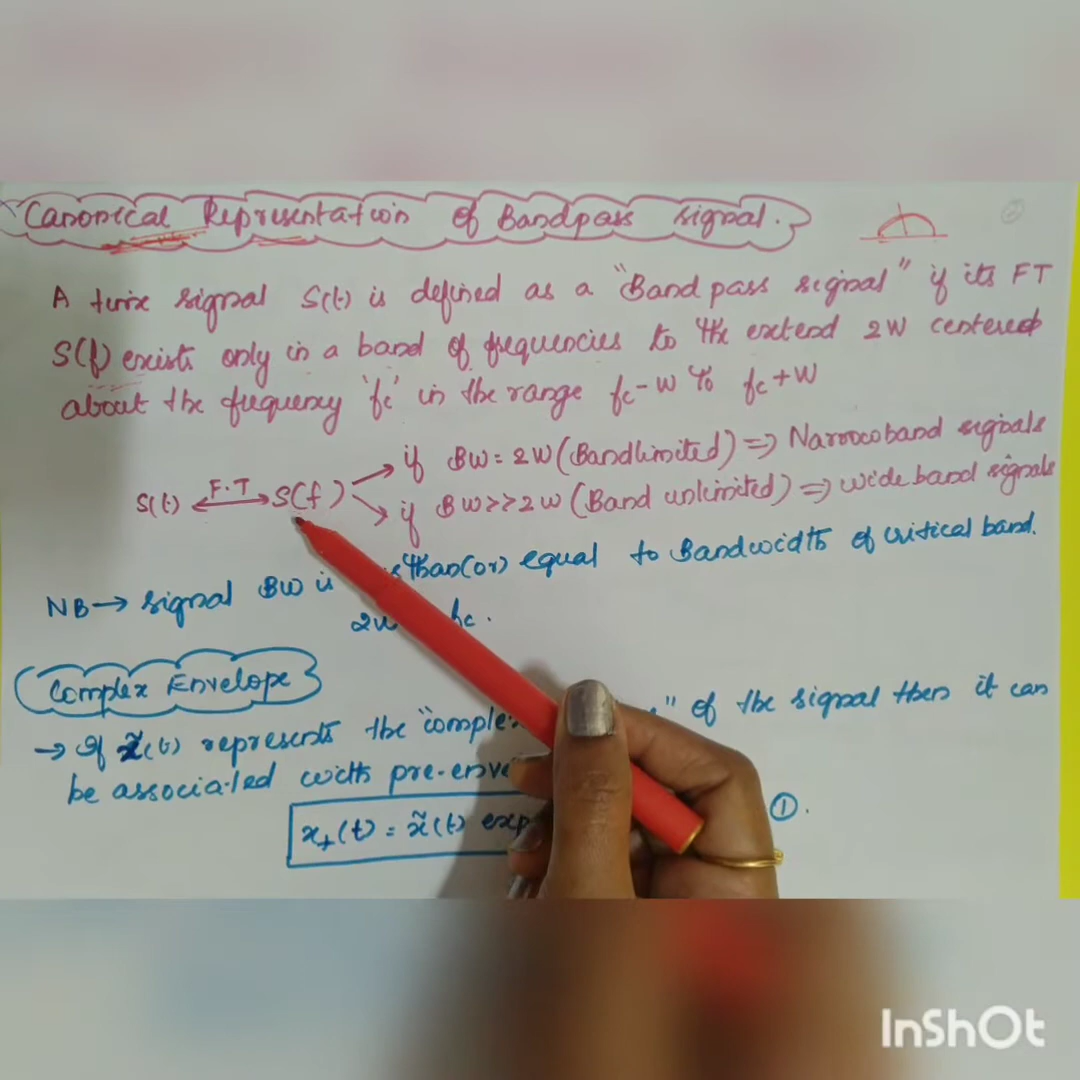 Canonical Representation of Bandpass signal.
A time signal S(t) is defined as a "Band pass signal" if its FT
S(f) exists only in a band of frequencies to the extend 2W centered
about the frequency 'fc' in the range fc-W to fc+W
if BW = 2W (Bandlimited) => Narrowband signals
S(t) <-F.T-> S(f)
if BW>>2W (Band unlimited) => wide band signals
NB → signal BW is than(or) equal to Bandwidth of critical band.
2W fc.
Complex Envelope
→ If x̃(t) represents the "complex " of the signal then it can
be associated with pre-enve
x₊(t) = x̃(t) exp ①.
InShOt